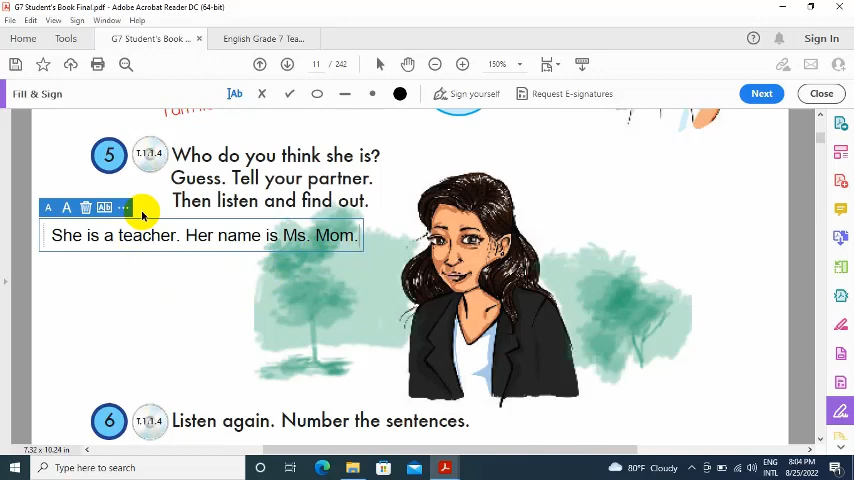 G7 Student's Book Final.pdf - Adobe Acrobat Reader DC (64-bit)
File Edit View Sign Window Help
Home Tools G7 Student's Book ... × English Grade 7 Tea... Sign In
11 / 242 150%
Fill & Sign Ab Sign yourself Request E-signatures Next Close
5 T.1.1.4 Who do you think she is?
Guess. Tell your partner.
Then listen and find out.
A A Ab ...
She is a teacher. Her name is Ms. Mom.
6 T.1.1.4 Listen again. Number the sentences.
7.32 x 10.24 in
Type here to search 80°F Cloudy ENG 8:04 PM
INTL 8/25/2022